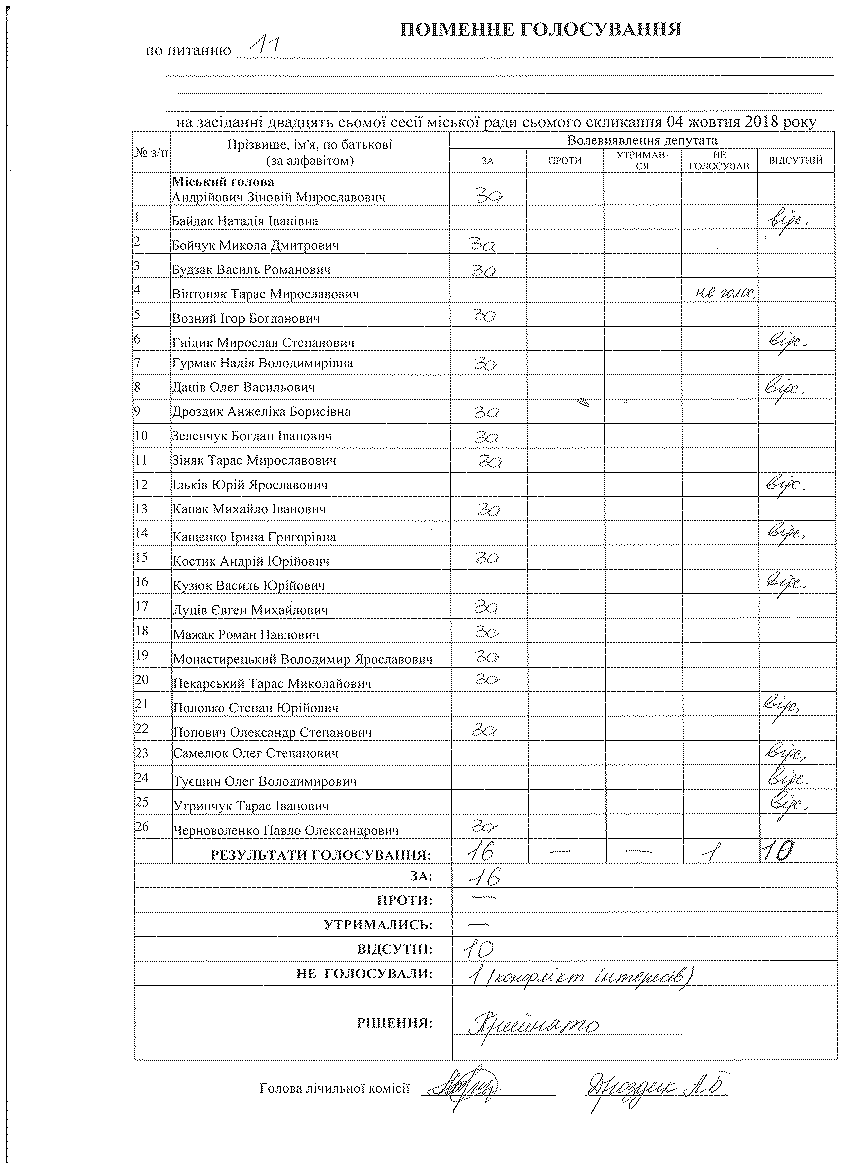 ПОІМЕННЕ ГОЛОСУВАННЯ
по питанню 11
на засіданні двадцять сьомої сесії міської ради сьомого скликання 04 жовтня 2018 року
№ з/п Прізвище, ім'я, по батькові (за алфавітом) Волевиявлення депутата
ЗА ПРОТИ УТРИМАВ-СЯ НЕ ГОЛОСУВАВ ВІДСУТНІЙ
Міський голова
Андрійович Зіновій Мирославович за
1 Байдак Наталія Іванівна відс.
2 Бойчук Микола Дмитрович за
3 Будзак Василь Романович за
4 Вінтоняк Тарас Мирославович не голос.
5 Возний Ігор Богданович за
6 Гнідик Мирослав Степанович відс.
7 Гурмак Надія Володимирівна за
8 Даців Олег Васильович відс.
9 Дроздик Анжеліка Борисівна за
10 Зеленчук Богдан Іванович за
11 Зіняк Тарас Мирославович за
12 Ільків Юрій Ярославович відс.
13 Капак Михайло Іванович за
14 Кащенко Ірина Григорівна відс.
15 Костик Андрій Юрійович за
16 Кузюк Василь Юрійович відс.
17 Луців Євген Михайлович за
18 Мажак Роман Павлович за
19 Монастирецький Володимир Ярославович за
20 Пекарський Тарас Миколайович за
21 Поповко Степан Юрійович відс.
22 Попович Олександр Степанович за
23 Самелюк Олег Степанович відс.
24 Туєшин Олег Володимирович відс.
25 Угринчук Тарас Іванович відс.
26 Черноволенко Павло Олександрович за
РЕЗУЛЬТАТИ ГОЛОСУВАННЯ: 16 — — 1 10
ЗА: 16
ПРОТИ: —
УТРИМАЛИСЬ: —
ВІДСУТНІ: 10
НЕ ГОЛОСУВАЛИ: 1 (конфлікт інтересів)
РІШЕННЯ: Прийнято
Голова лічильної комісії Дроздик А.Б